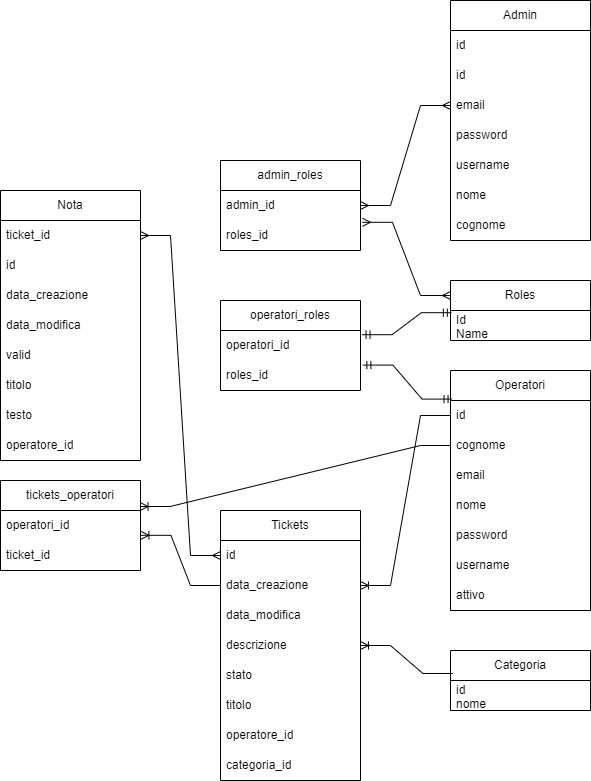 Admin
id
id
email
password
username
nome
cognome
admin_roles
admin_id
roles_id
Nota
ticket_id
id
data_creazione
data_modifica
valid
titolo
testo
operatore_id
Roles
Id
Name
operatori_roles
operatori_id
roles_id
Operatori
id
cognome
email
nome
password
username
attivo
tickets_operatori
operatori_id
ticket_id
Tickets
id
data_creazione
data_modifica
descrizione
stato
titolo
operatore_id
categoria_id
Categoria
id
nome